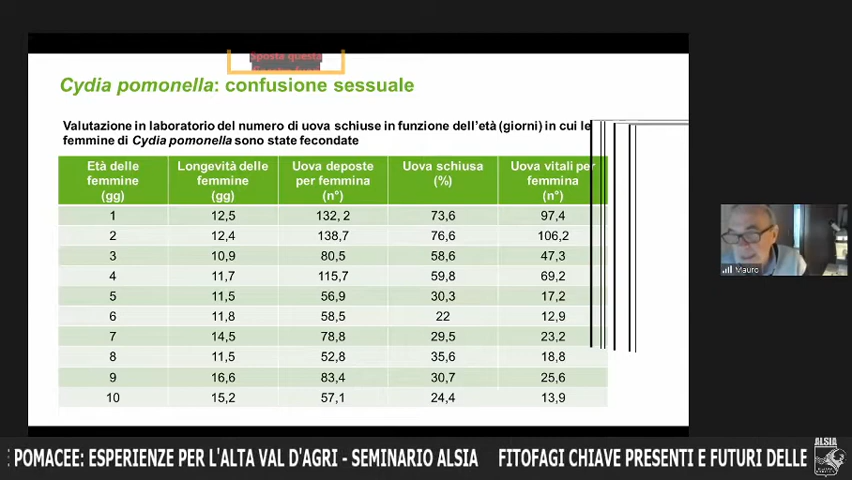 Sposta questa
Cydia pomonella: confusione sessuale
Valutazione in laboratorio del numero di uova schiuse in funzione dell'età (giorni) in cui le
femmine di Cydia pomonella sono state fecondate
Età delle femmine (gg) Longevità delle femmine (gg) Uova deposte per femmina (n°) Uova schiusa (%) Uova vitali per femmina (n°)
1 12,5 132, 2 73,6 97,4
2 12,4 138,7 76,6 106,2
3 10,9 80,5 58,6 47,3
4 11,7 115,7 59,8 69,2
5 11,5 56,9 30,3 17,2
6 11,8 58,5 22 12,9
7 14,5 78,8 29,5 23,2
8 11,5 52,8 35,6 18,8
9 16,6 83,4 30,7 25,6
10 15,2 57,1 24,4 13,9
Mauro
POMACEE: ESPERIENZE PER L'ALTA VAL D'AGRI - SEMINARIO ALSIA FITOFAGI CHIAVE PRESENTI E FUTURI DELLE
ALSIA